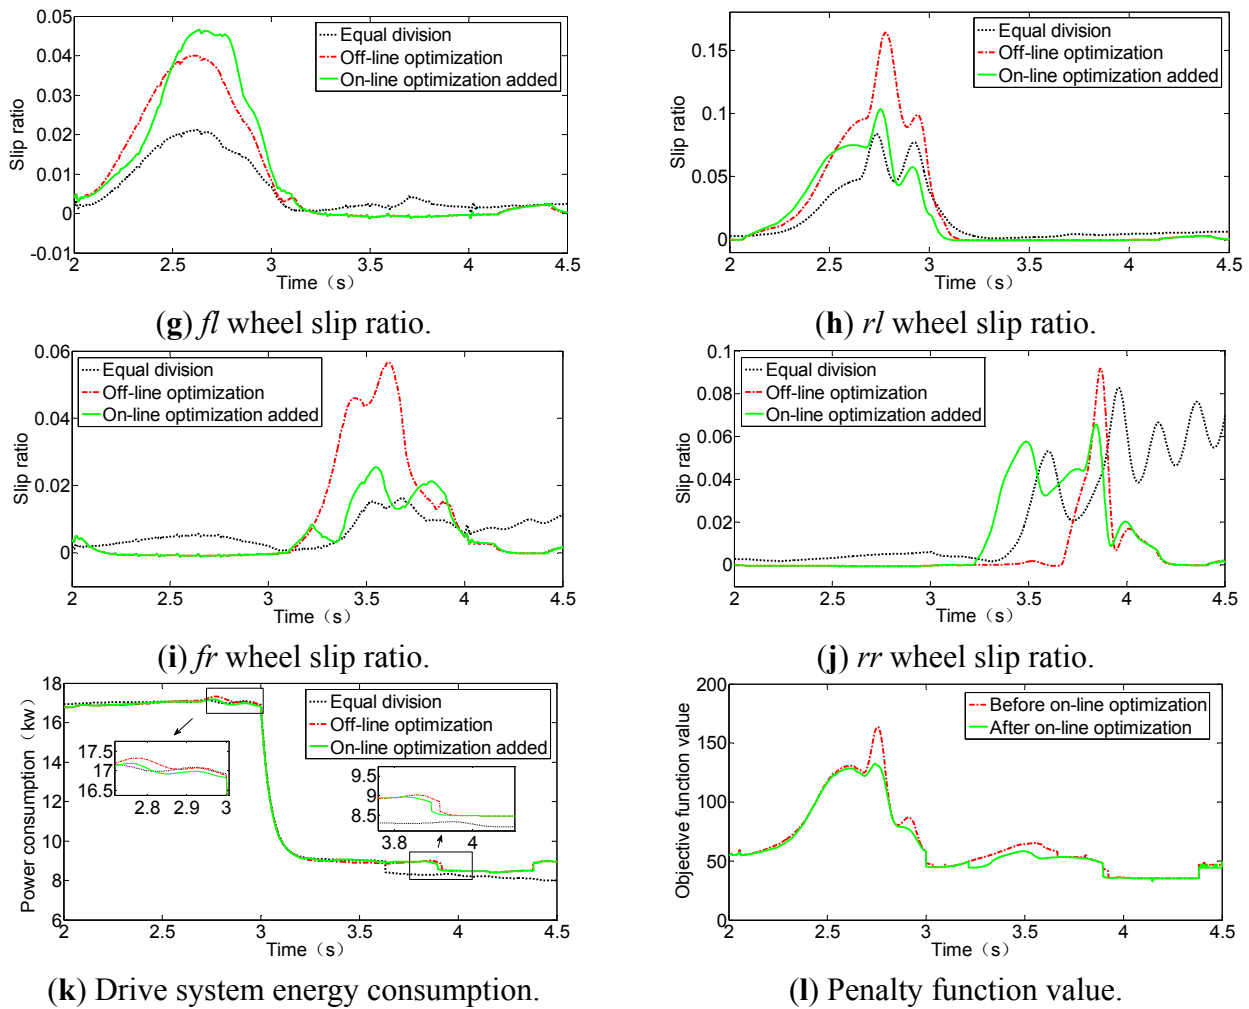 0.05
0.04
0.03
0.02
0.01
0
-0.01
Slip ratio
Equal division
Off-line optimization
On-line optimization added
2 2.5 3 3.5 4 4.5
Time（s）
(g) fl wheel slip ratio.
0.15
0.1
0.05
0
Slip ratio
Equal division
Off-line optimization
On-line optimization added
2 2.5 3 3.5 4 4.5
Time（s）
(h) rl wheel slip ratio.
0.06
0.04
0.02
0
Slip ratio
Equal division
Off-line optimization
On-line optimization added
2 2.5 3 3.5 4 4.5
Time（s）
(i) fr wheel slip ratio.
0.1
0.08
0.06
0.04
0.02
0
Slip ratio
Equal division
Off-line optimization
On-line optimization added
2 2.5 3 3.5 4 4.5
Time（s）
(j) rr wheel slip ratio.
18
16
14
12
10
8
6
Power consumption（kw）
Equal division
Off-line optimization
On-line optimization added
17.5
17
16.5
2.8 2.9 3
9.5
9
8.5
3.8 4
2 2.5 3 3.5 4 4.5
Time（s）
(k) Drive system energy consumption.
200
150
100
50
0
Objective function value
Before on-line optimization
After on-line optimization
2 2.5 3 3.5 4 4.5
Time（s）
(l) Penalty function value.